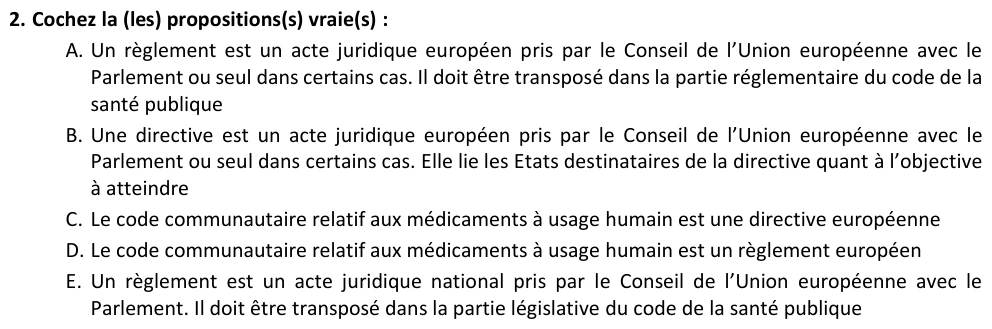 2. Cochez la (les) propositions(s) vraie(s) :
A. Un règlement est un acte juridique européen pris par le Conseil de l’Union européenne avec le
Parlement ou seul dans certains cas. Il doit être transposé dans la partie réglementaire du code de la
santé publique
B. Une directive est un acte juridique européen pris par le Conseil de l’Union européenne avec le
Parlement ou seul dans certains cas. Elle lie les Etats destinataires de la directive quant à l’objective
à atteindre
C. Le code communautaire relatif aux médicaments à usage humain est une directive européenne
D. Le code communautaire relatif aux médicaments à usage humain est un règlement européen
E. Un règlement est un acte juridique national pris par le Conseil de l’Union européenne avec le
Parlement. Il doit être transposé dans la partie législative du code de la santé publique